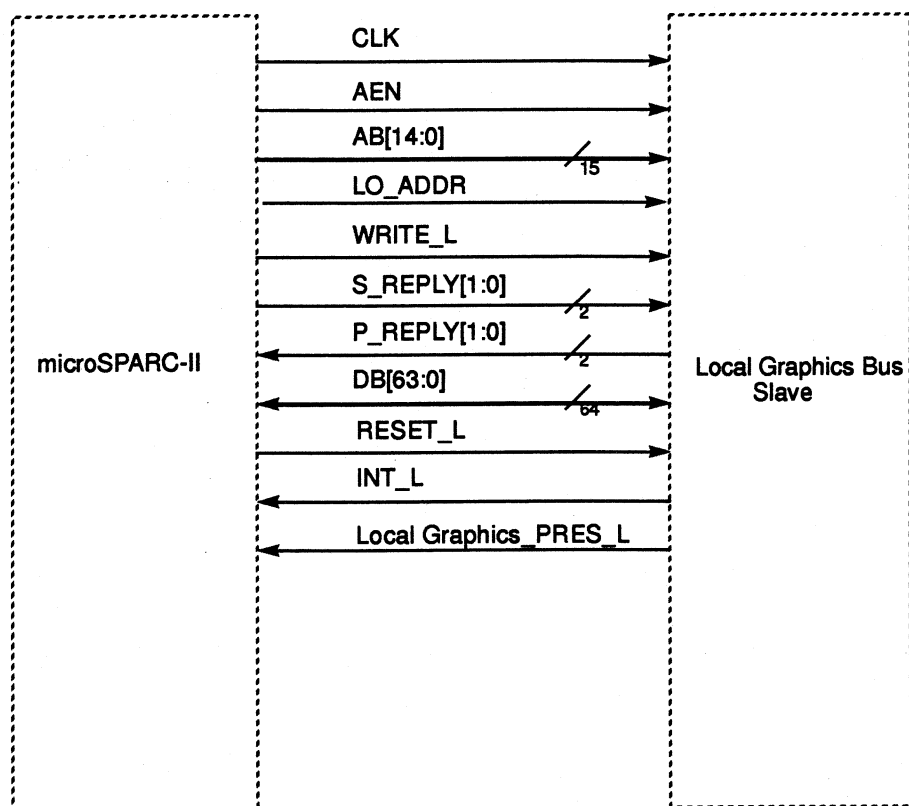 CLK
AEN
AB[14:0]
15
LO_ADDR
WRITE_L
S_REPLY[1:0]
2
P_REPLY[1:0]
2
microSPARC-II
Local Graphics Bus
Slave
DB[63:0]
64
RESET_L
INT_L
Local Graphics_PRES_L